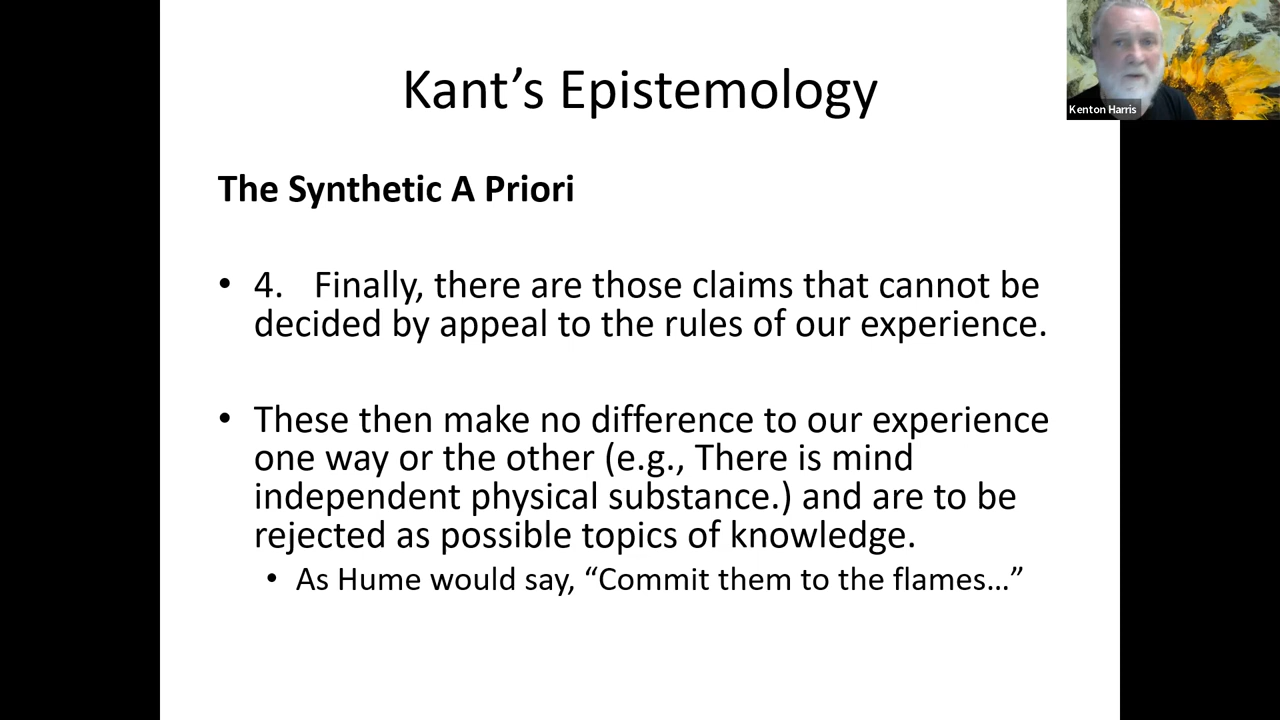 Kant’s Epistemology
Kenton Harris
The Synthetic A Priori
• 4. Finally, there are those claims that cannot be
decided by appeal to the rules of our experience.
• These then make no difference to our experience
one way or the other (e.g., There is mind
independent physical substance.) and are to be
rejected as possible topics of knowledge.
• As Hume would say, “Commit them to the flames…”